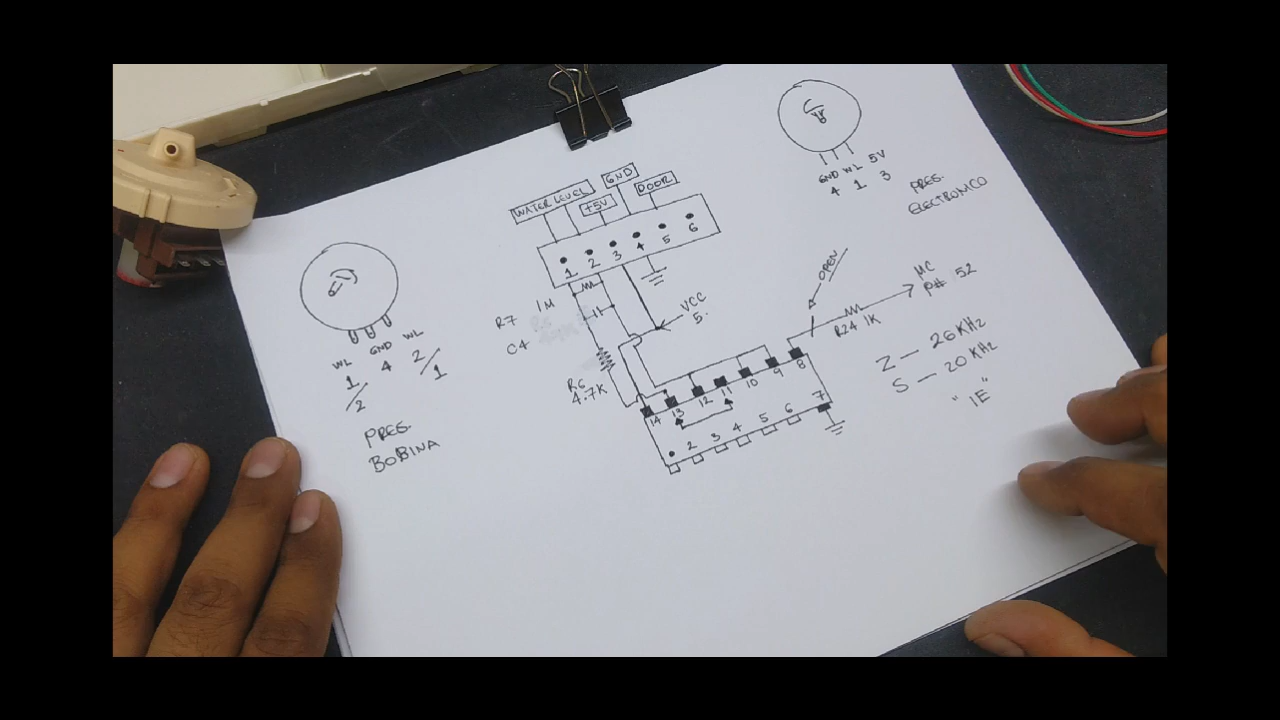 WATER LEVEL
+5V
GND
DOOR
1 2 3 4 5 6
R7 1M
C4
VCC
5.
R6
4.7K
OPEN
R24 1K
MC
P# 52
14 13 12 11 10 9 8
2 3 4 5 6 7
Z — 26 KHz
S — 20 KHz
"IE"
WL GND WL
1/2 4 2/1
PRES.
BOBINA
GND WL 5V
4 1 3
PRES.
ELECTRONICO